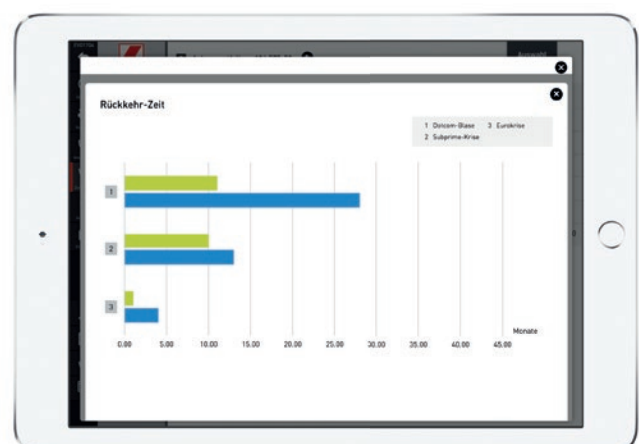 Rückkehr-Zeit
1 Dotcom-Blase 3 Eurokrise
2 Subprime-Krise
1
2
3
Monate
0.00 5.00 10.00 15.00 20.00 25.00 30.00 35.00 40.00 45.00